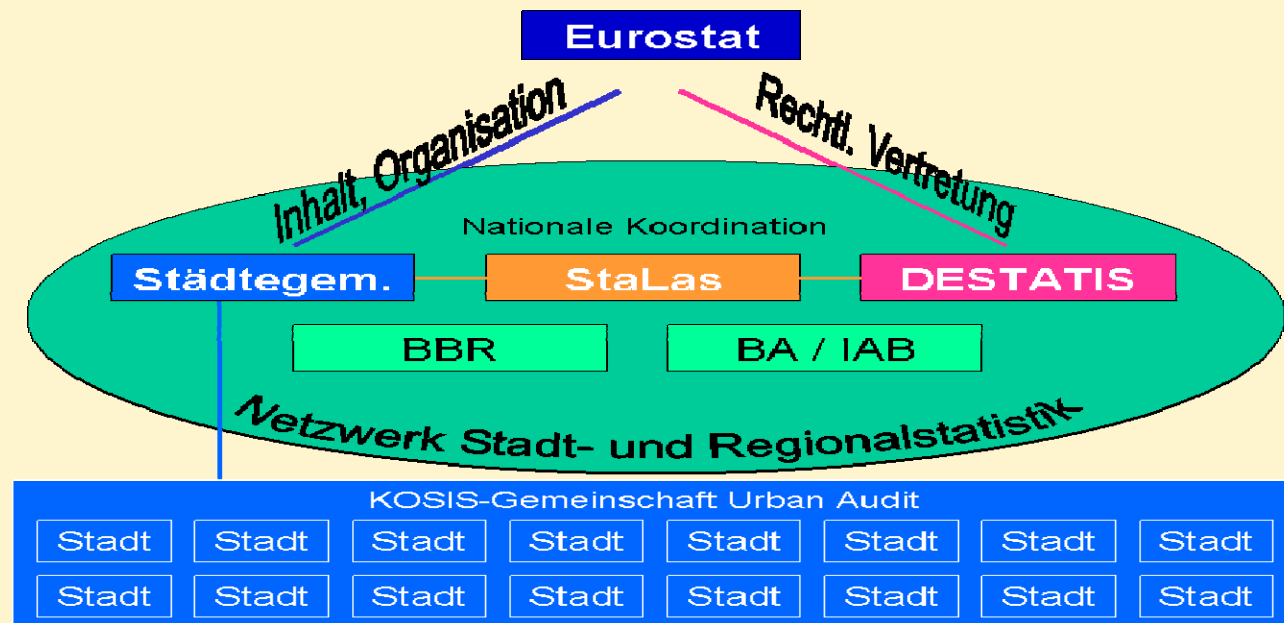 Eurostat
Inhalt, Organisation
Rechtl. Vertretung
Nationale Koordination
Städtegem. StaLas DESTATIS
BBR BA / IAB
Netzwerk Stadt- und Regionalstatistik
KOSIS-Gemeinschaft Urban Audit
Stadt Stadt Stadt Stadt Stadt Stadt Stadt Stadt
Stadt Stadt Stadt Stadt Stadt Stadt Stadt Stadt